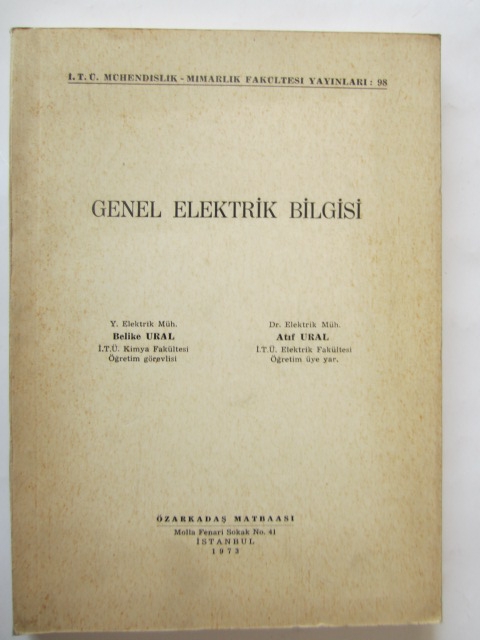 İ. T. Ü. MÜHENDİSLİK - MİMARLIK FAKÜLTESİ YAYINLARI : 98
GENEL ELEKTRİK BİLGİSİ
Y. Elektrik Müh.
Belike URAL
İ.T.Ü. Kimya Fakültesi
Öğretim görevlisi
Dr. Elektrik Müh.
Atıf URAL
İ.T.Ü. Elektrik Fakültesi
Öğretim üye yar.
ÖZARKADAŞ MATBAASI
Molla Fenari Sokak No. 41
İSTANBUL
1973